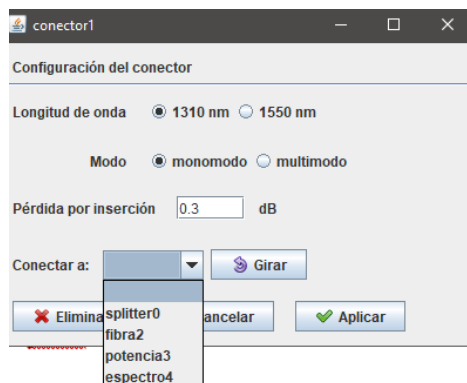 conector1
Configuración del conector
Longitud de onda 1310 nm 1550 nm
Modo monomodo multimodo
Pérdida por inserción 0.3 dB
Conectar a: Girar
Elimina ancelar Aplicar
splitter0
fibra2
potencia3
espectro4